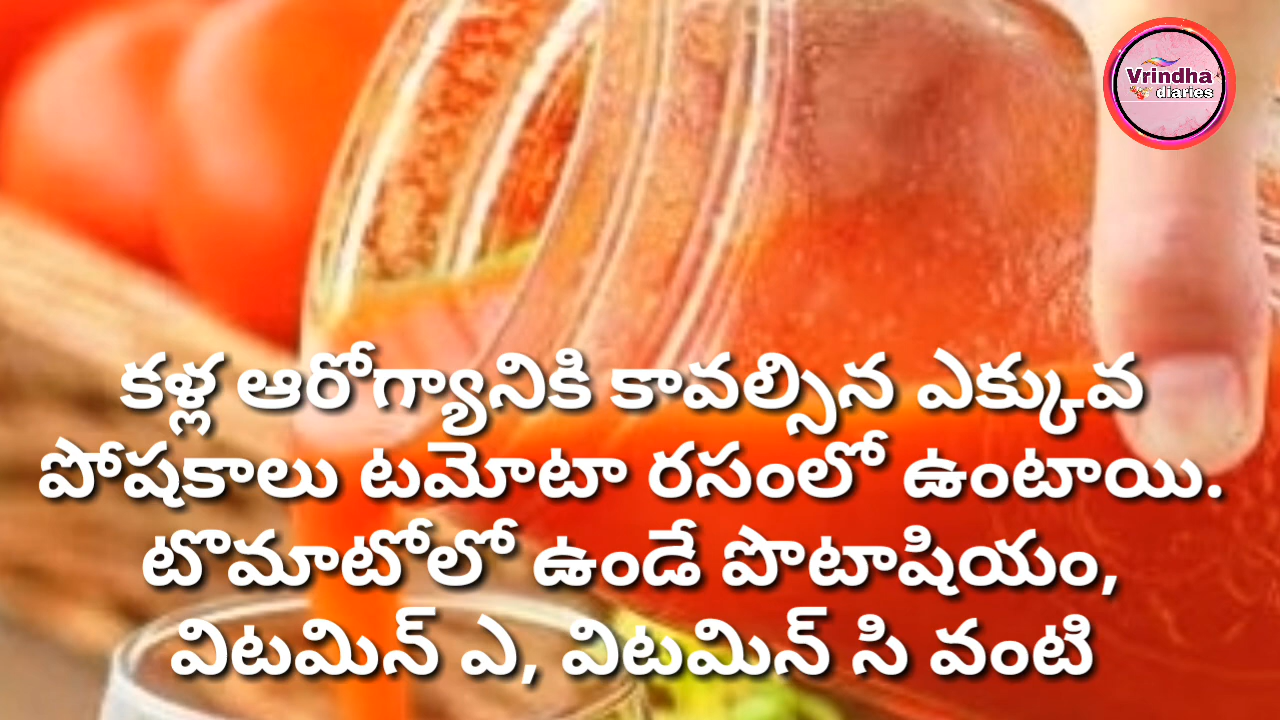 Vrindha
diaries
కళ్ల ఆరోగ్యానికి కావల్సిన ఎక్కువ
పోషకాలు టమోటా రసంలో ఉంటాయి.
టొమాటోలో ఉండే పొటాషియం,
విటమిన్ ఎ, విటమిన్ సి వంటి